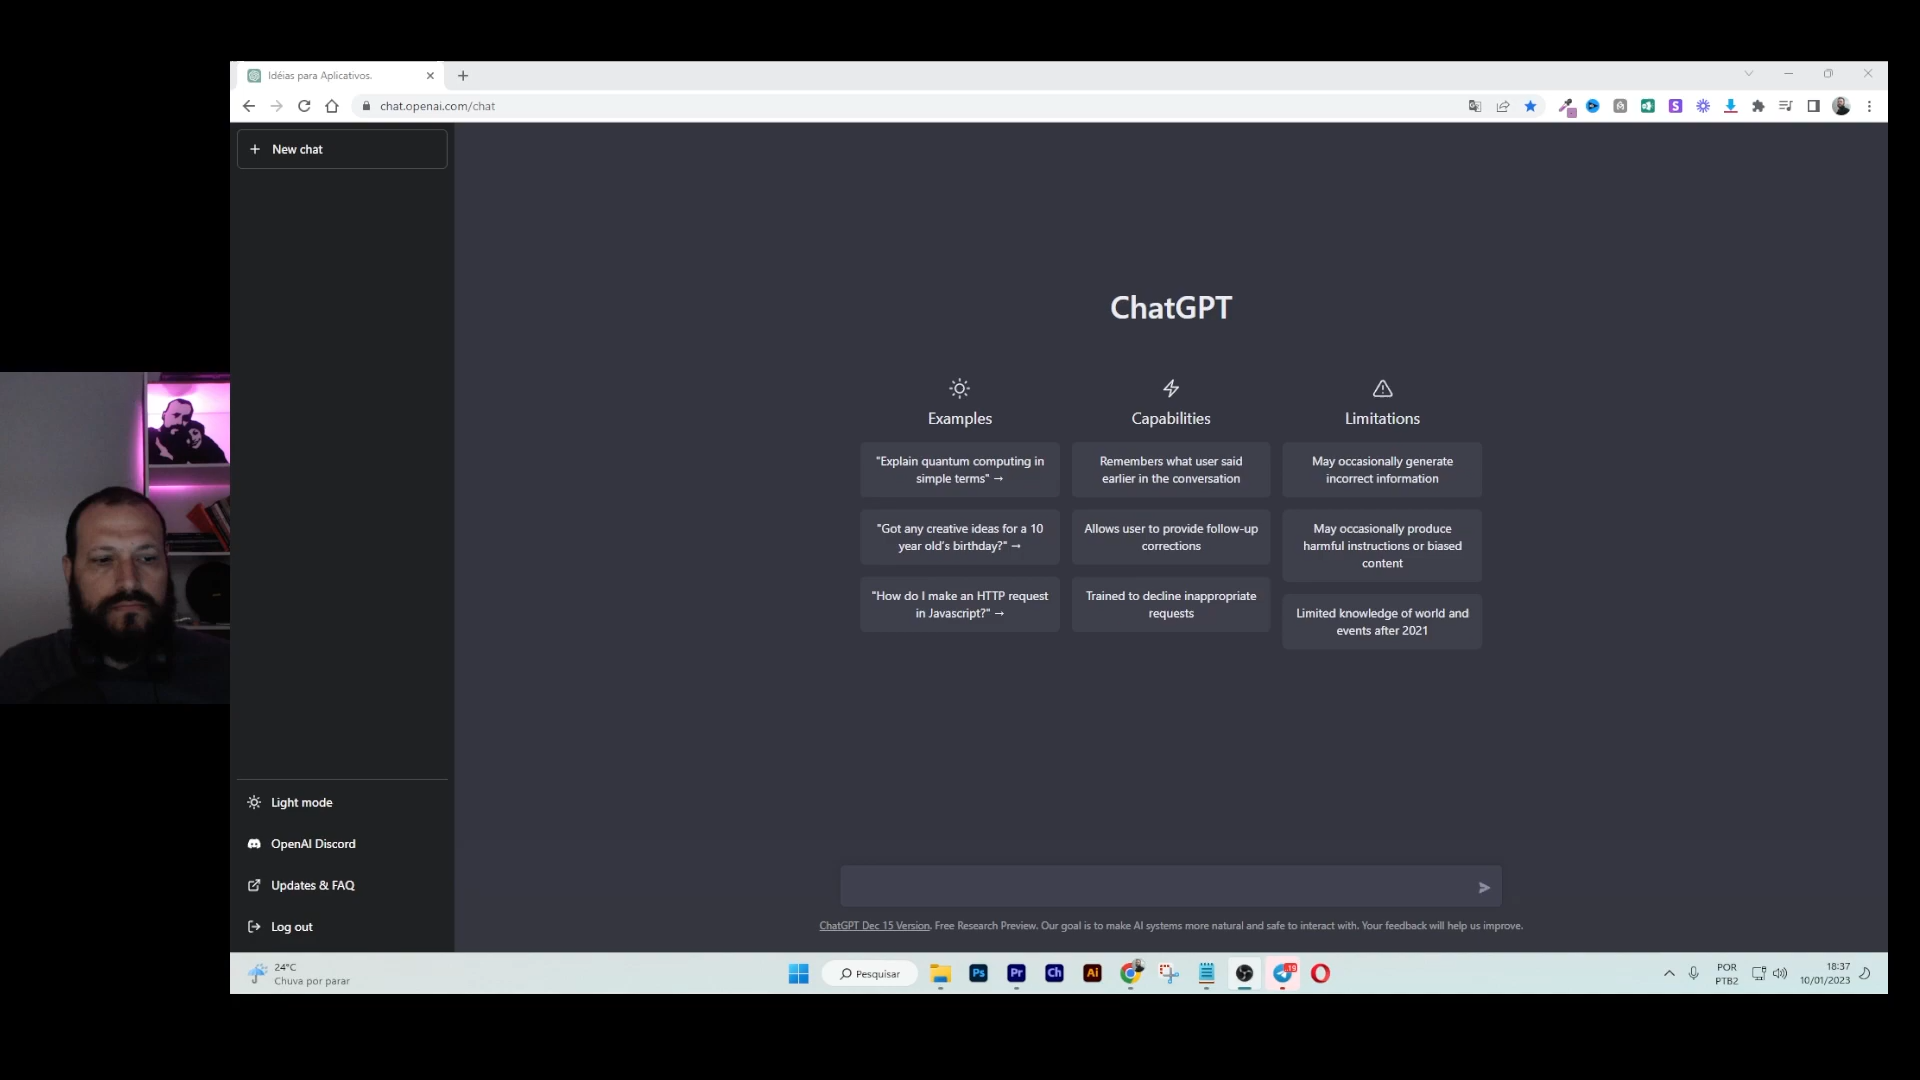 Idéias para Aplicativos.
chat.openai.com/chat
New chat
ChatGPT
Examples
Capabilities
Limitations
"Explain quantum computing in
simple terms" →
Remembers what user said
earlier in the conversation
May occasionally generate
incorrect information
"Got any creative ideas for a 10
year old's birthday?" →
Allows user to provide follow-up
corrections
May occasionally produce
harmful instructions or biased
content
"How do I make an HTTP request
in Javascript?" →
Trained to decline inappropriate
requests
Limited knowledge of world and
events after 2021
Light mode
OpenAI Discord
Updates & FAQ
Log out
ChatGPT Dec 15 Version. Free Research Preview. Our goal is to make AI systems more natural and safe to interact with. Your feedback will help us improve.
24°C
Chuva por parar
Pesquisar
Ps
Pr
Ch
Ai
POR
PTB2
18:37
10/01/2023